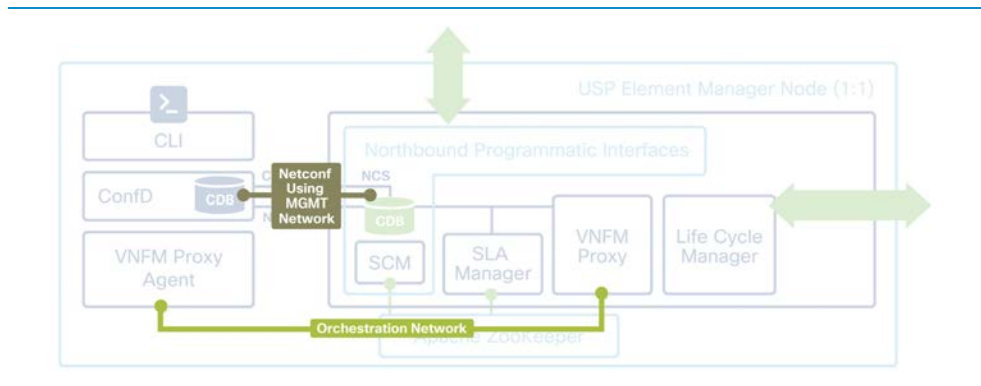 USP Element Manager Node (1:1)
>_
CLI
Northbound Programmatic Interfaces
ConfD
CDB
C
N
Netconf
Using
MGMT
Network
NCS
CDB
VNFM Proxy
Agent
SCM
SLA
Manager
VNFM
Proxy
Life Cycle
Manager
Orchestration Network
Apache ZooKeeper